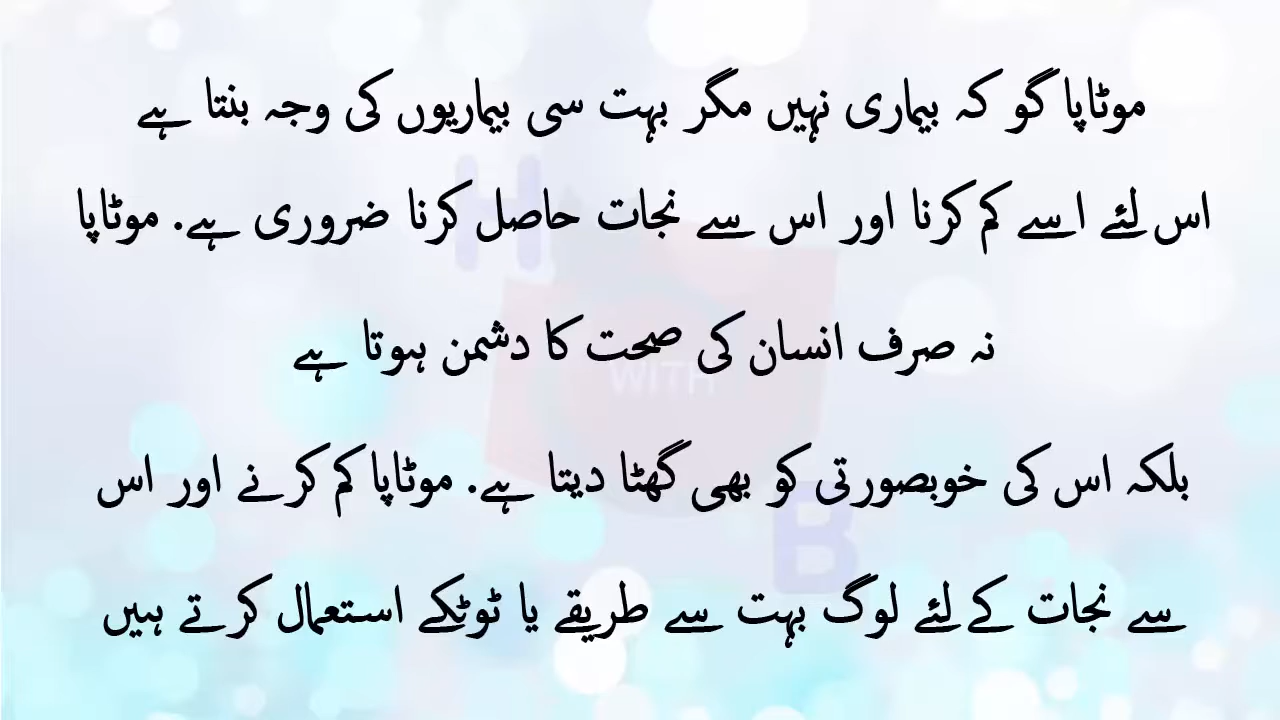 موٹاپا گو کہ بیماری نہیں مگر بہت سی بیماریوں کی وجہ بنتا ہے
اس لئے اسے کم کرنا اور اس سے نجات حاصل کرنا ضروری ہے. موٹاپا
نہ صرف انسان کی صحت کا دشمن ہوتا ہے
WITH
بلکہ اس کی خوبصورتی کو بھی گھٹا دیتا ہے. موٹاپا کم کرنے اور اس
B
سے نجات کے لئے لوگ بہت سے طریقے یا ٹوٹکے استعمال کرتے ہیں